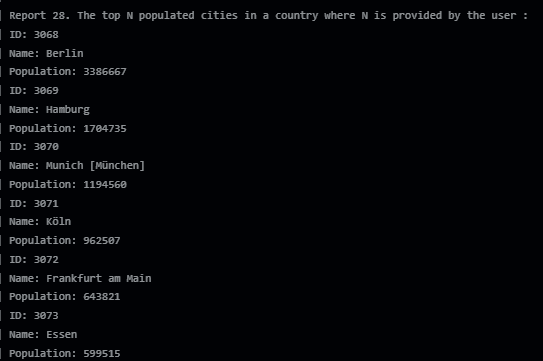 Report 28. The top N populated cities in a country where N is provided by the user :
ID: 3068
Name: Berlin
Population: 3386667
ID: 3069
Name: Hamburg
Population: 1704735
ID: 3070
Name: Munich [München]
Population: 1194560
ID: 3071
Name: Köln
Population: 962507
ID: 3072
Name: Frankfurt am Main
Population: 643821
ID: 3073
Name: Essen
Population: 599515